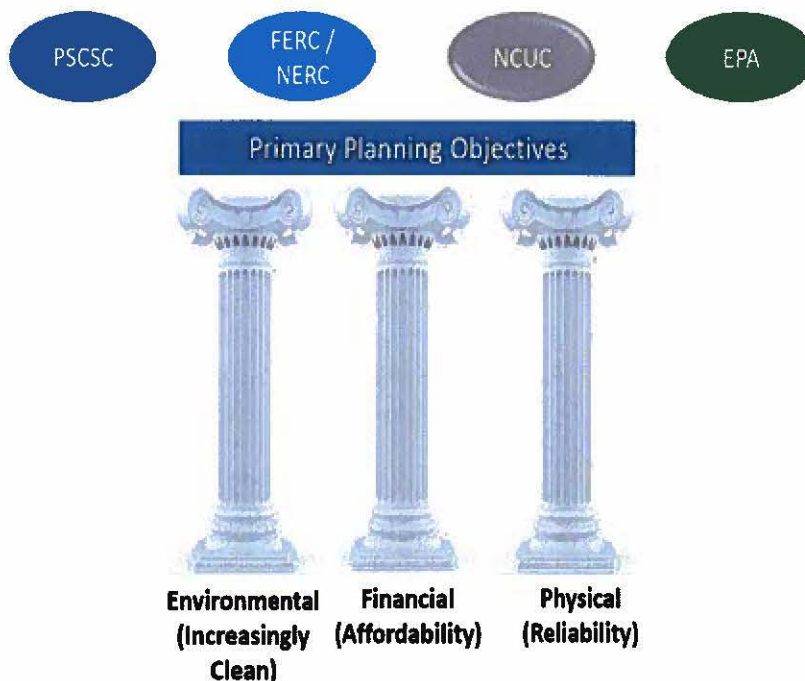 PSCSC
FERC /
NERC
NCUC
EPA
Primary Planning Objectives
Environmental
(Increasingly
Clean)
Financial
(Affordability)
Physical
(Reliability)